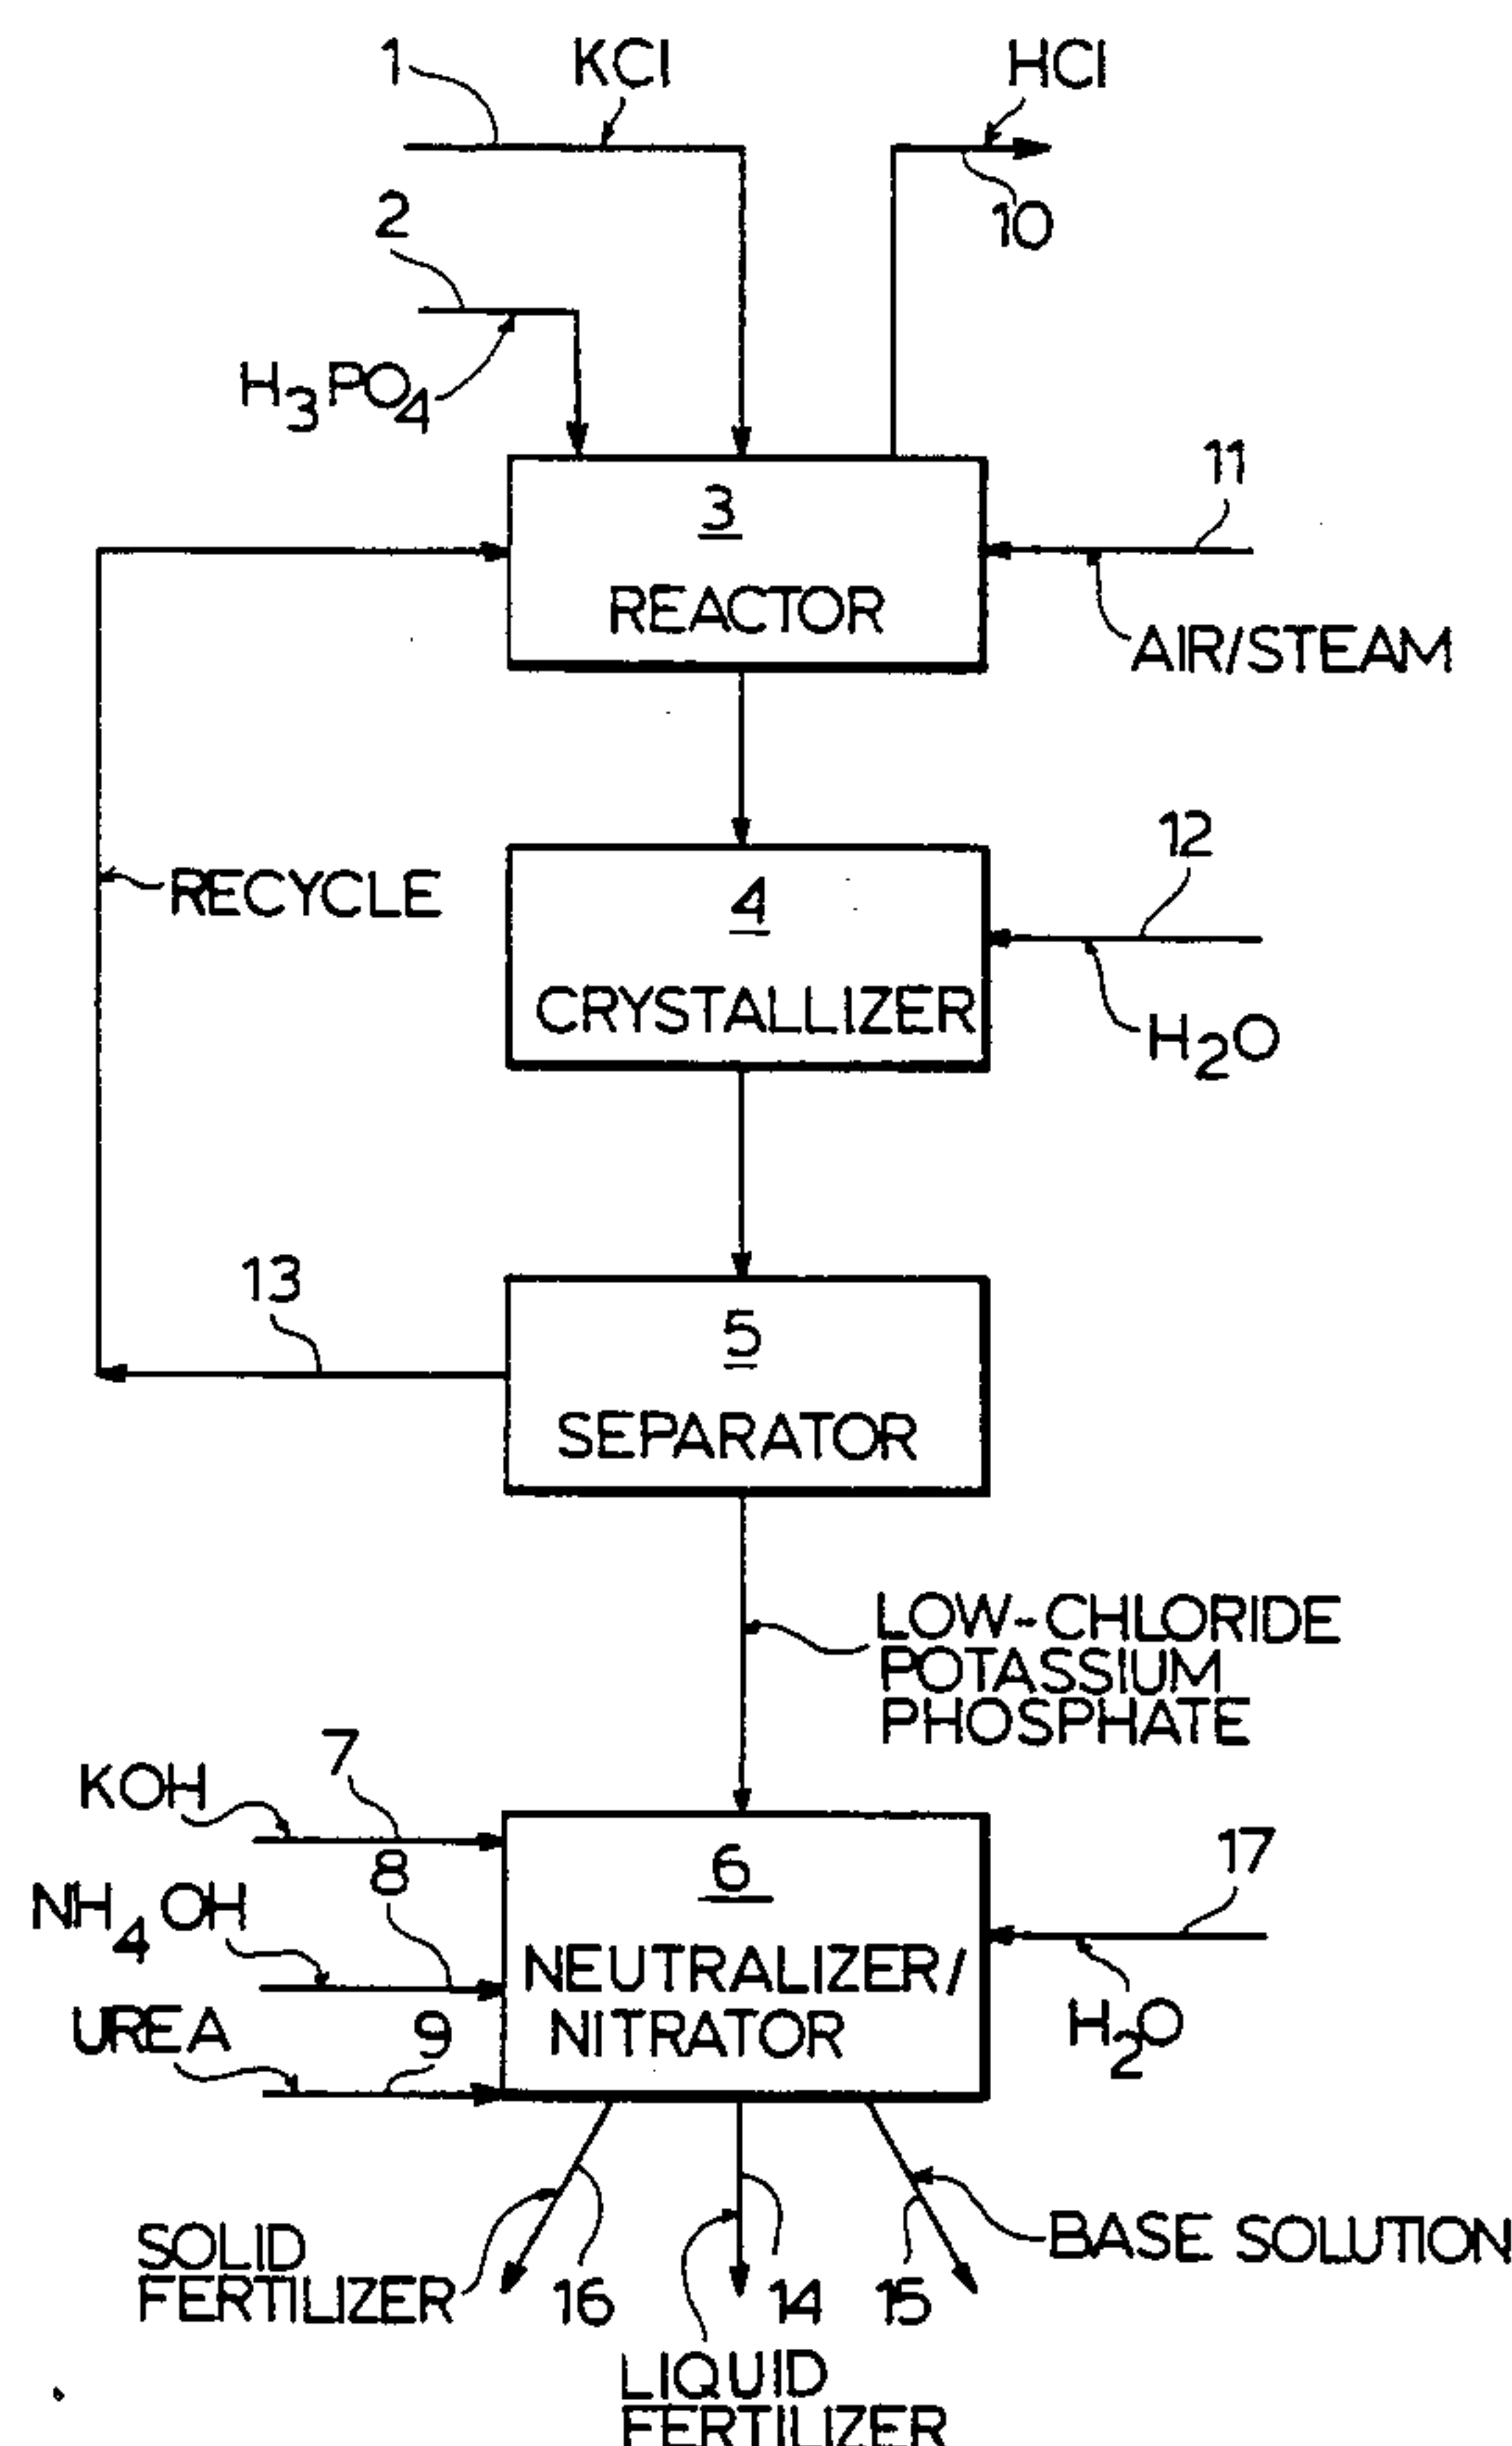 1
KCl
HCl
10
2
H3PO4
3
REACTOR
11
AIR/STEAM
RECYCLE
4
CRYSTALLIZER
12
H2O
13
5
SEPARATOR
LOW-CHLORIDE
POTASSIUM
PHOSPHATE
KOH
7
NH4OH
8
UREA
9
6
NEUTRALIZER/
NITRATOR
17
H2O
SOLID
FERTILIZER
16
14
15
BASE SOLUTION
LIQUID
FERTILIZER